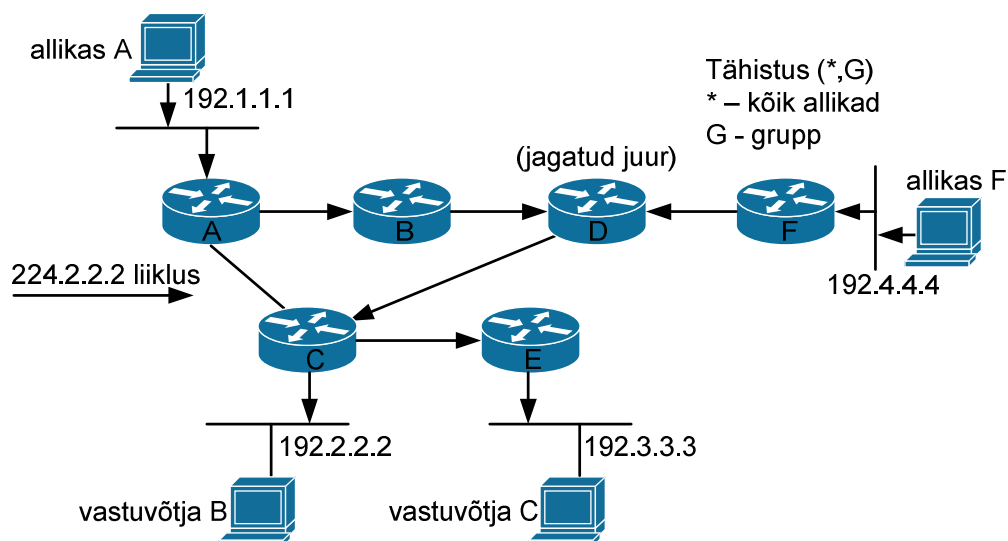 allikas A
192.1.1.1
Tähistus (*,G)
* – kõik allikad
G - grupp
(jagatud juur)
allikas F
A
B
D
F
224.2.2.2 liiklus
192.4.4.4
C
E
192.2.2.2
192.3.3.3
vastuvõtja B
vastuvõtja C